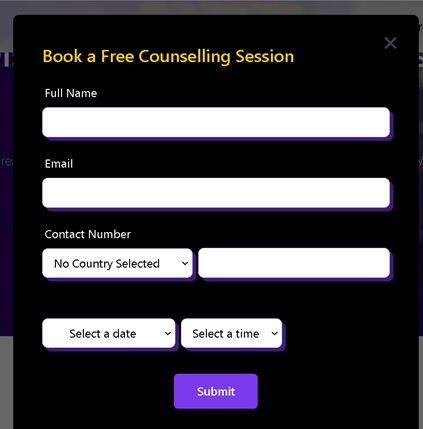 Book a Free Counselling Session
Full Name
Email
Contact Number
No Country Selected
Select a date Select a time
Submit